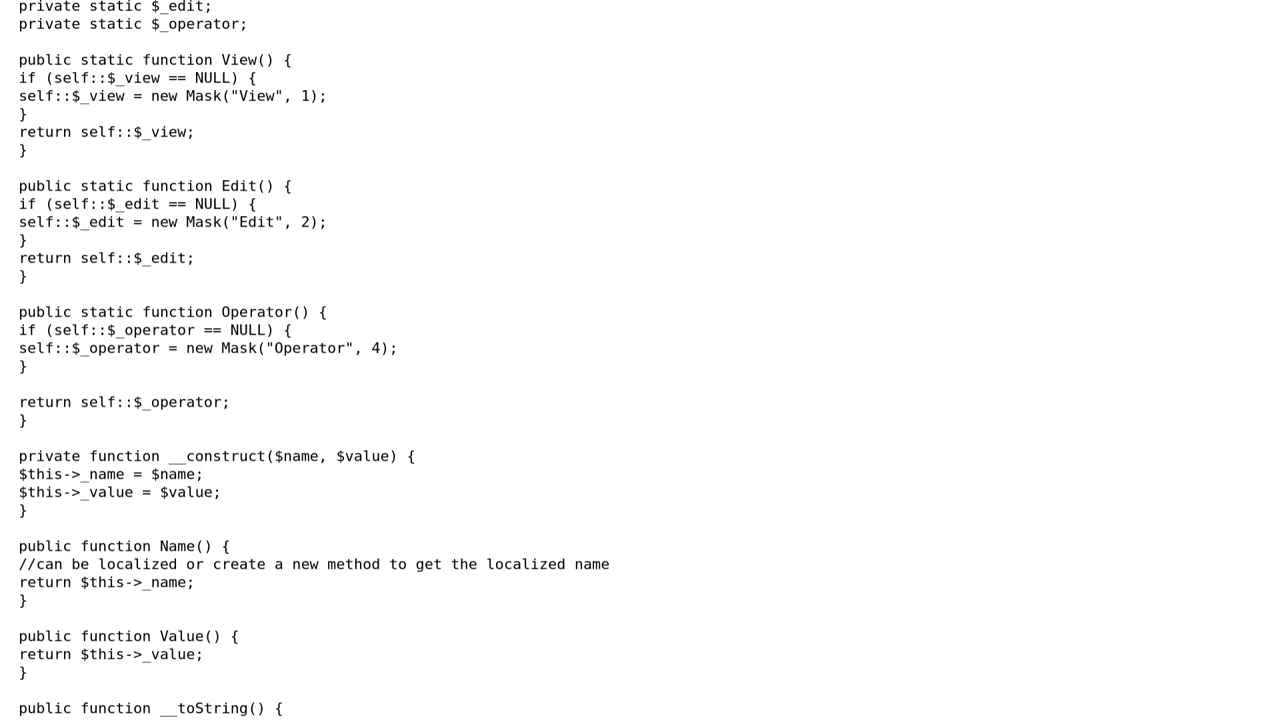 private static $_edit;
private static $_operator;

public static function View() {
if (self::$_view == NULL) {
self::$_view = new Mask("View", 1);
}
return self::$_view;
}

public static function Edit() {
if (self::$_edit == NULL) {
self::$_edit = new Mask("Edit", 2);
}
return self::$_edit;
}

public static function Operator() {
if (self::$_operator == NULL) {
self::$_operator = new Mask("Operator", 4);
}

return self::$_operator;
}

private function __construct($name, $value) {
$this->_name = $name;
$this->_value = $value;
}

public function Name() {
//can be localized or create a new method to get the localized name
return $this->_name;
}

public function Value() {
return $this->_value;
}

public function __toString() {